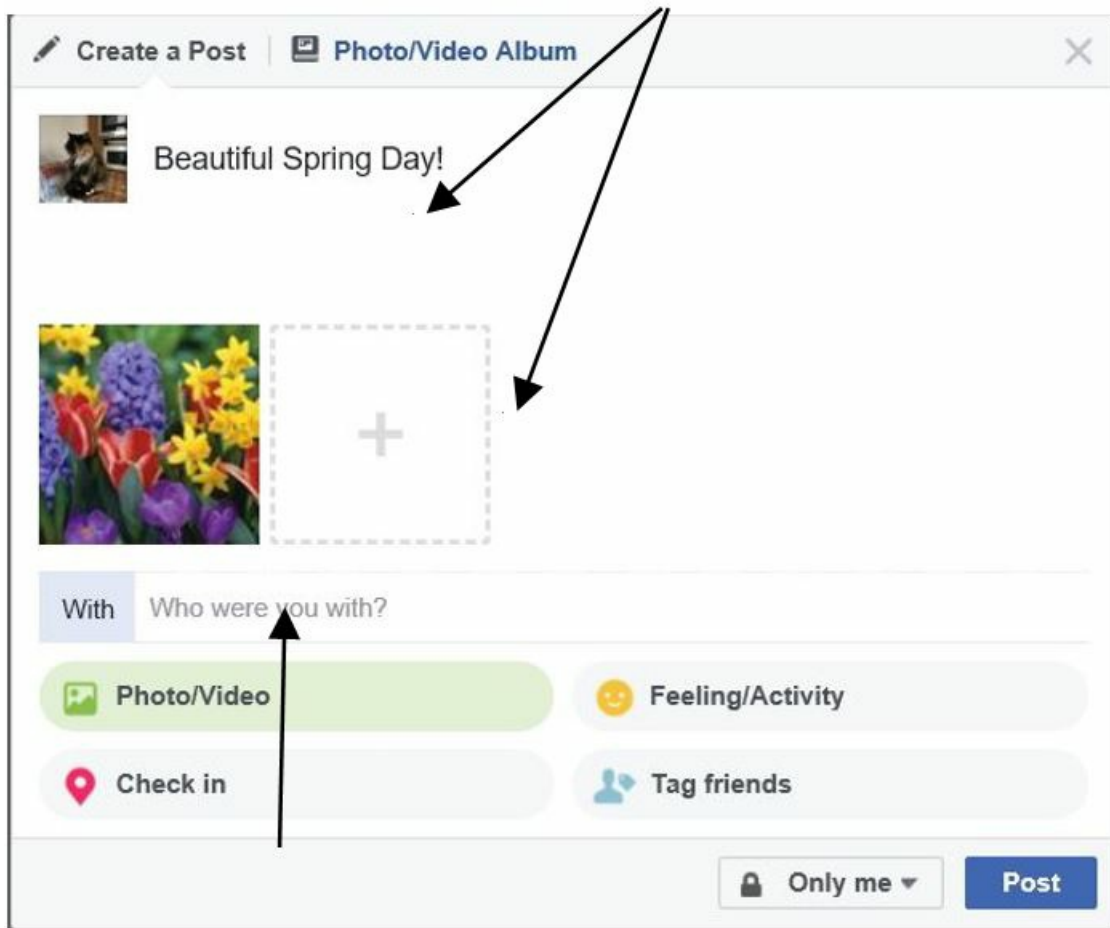 Create a Post Photo/Video Album
Beautiful Spring Day!
With Who were you with?
Photo/Video Feeling/Activity
Check in Tag friends
Only me Post